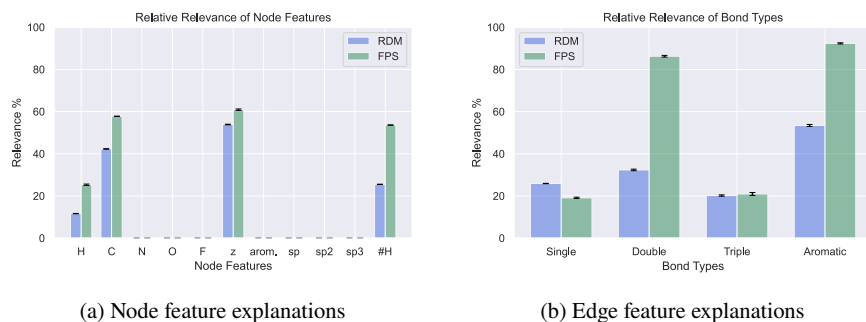 Relative Relevance of Node Features
100
80
60
40
20
0
Relevance %
RDM
FPS
H C N O F z arom. sp sp2 sp3 #H
Node Features
(a) Node feature explanations
Relative Relevance of Bond Types
100
80
60
40
20
0
Relevance %
RDM
FPS
Single Double Triple Aromatic
Bond Types
(b) Edge feature explanations